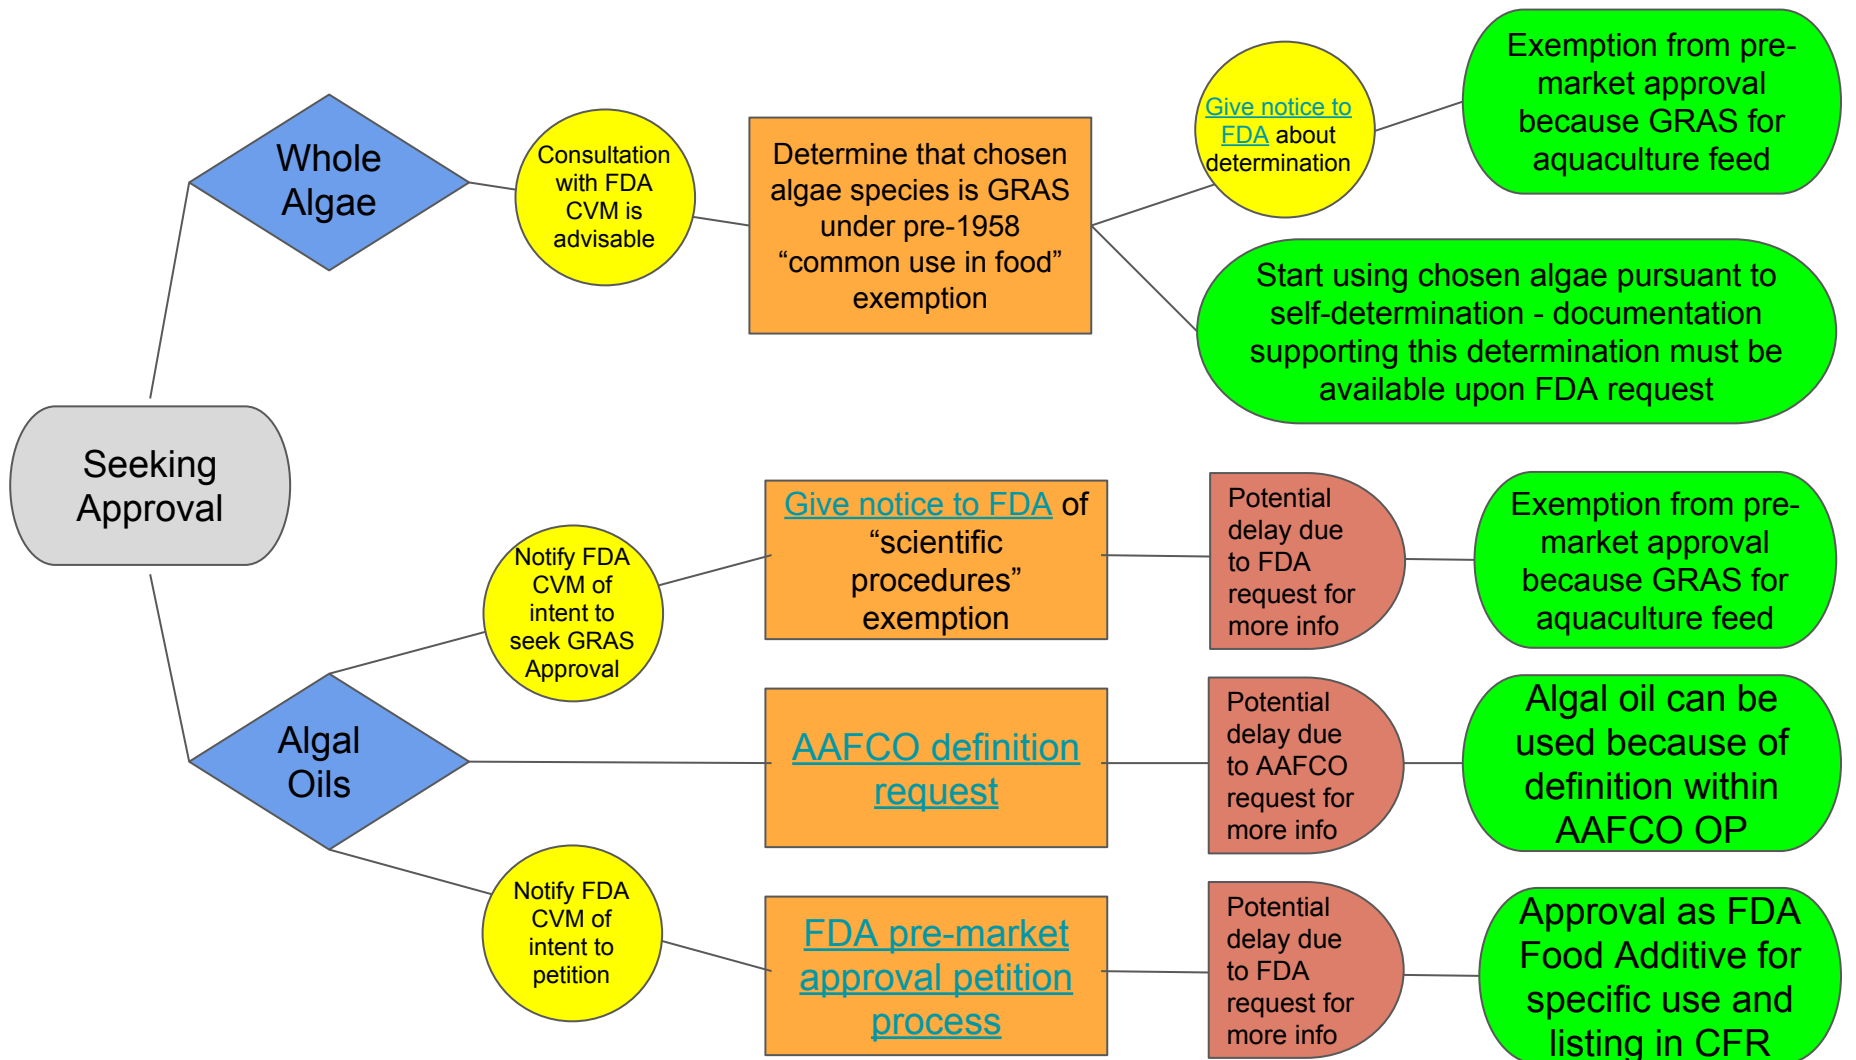 Seeking
Approval
Whole
Algae
Consultation
with FDA
CVM is
advisable
Determine that chosen
algae species is GRAS
under pre-1958
“common use in food”
exemption
Give notice to
FDA about
determination
Exemption from pre-
market approval
because GRAS for
aquaculture feed
Start using chosen algae pursuant to
self-determination - documentation
supporting this determination must be
available upon FDA request
Algal
Oils
Notify FDA
CVM of
intent to
seek GRAS
Approval
Give notice to FDA of
“scientific
procedures”
exemption
Potential
delay due
to FDA
request for
more info
Exemption from pre-
market approval
because GRAS for
aquaculture feed
AAFCO definition
request
Potential
delay due
to AAFCO
request for
more info
Algal oil can be
used because of
definition within
AAFCO OP
Notify FDA
CVM of
intent to
petition
FDA pre-market
approval petition
process
Potential
delay due
to FDA
request for
more info
Approval as FDA
Food Additive for
specific use and
listing in CFR